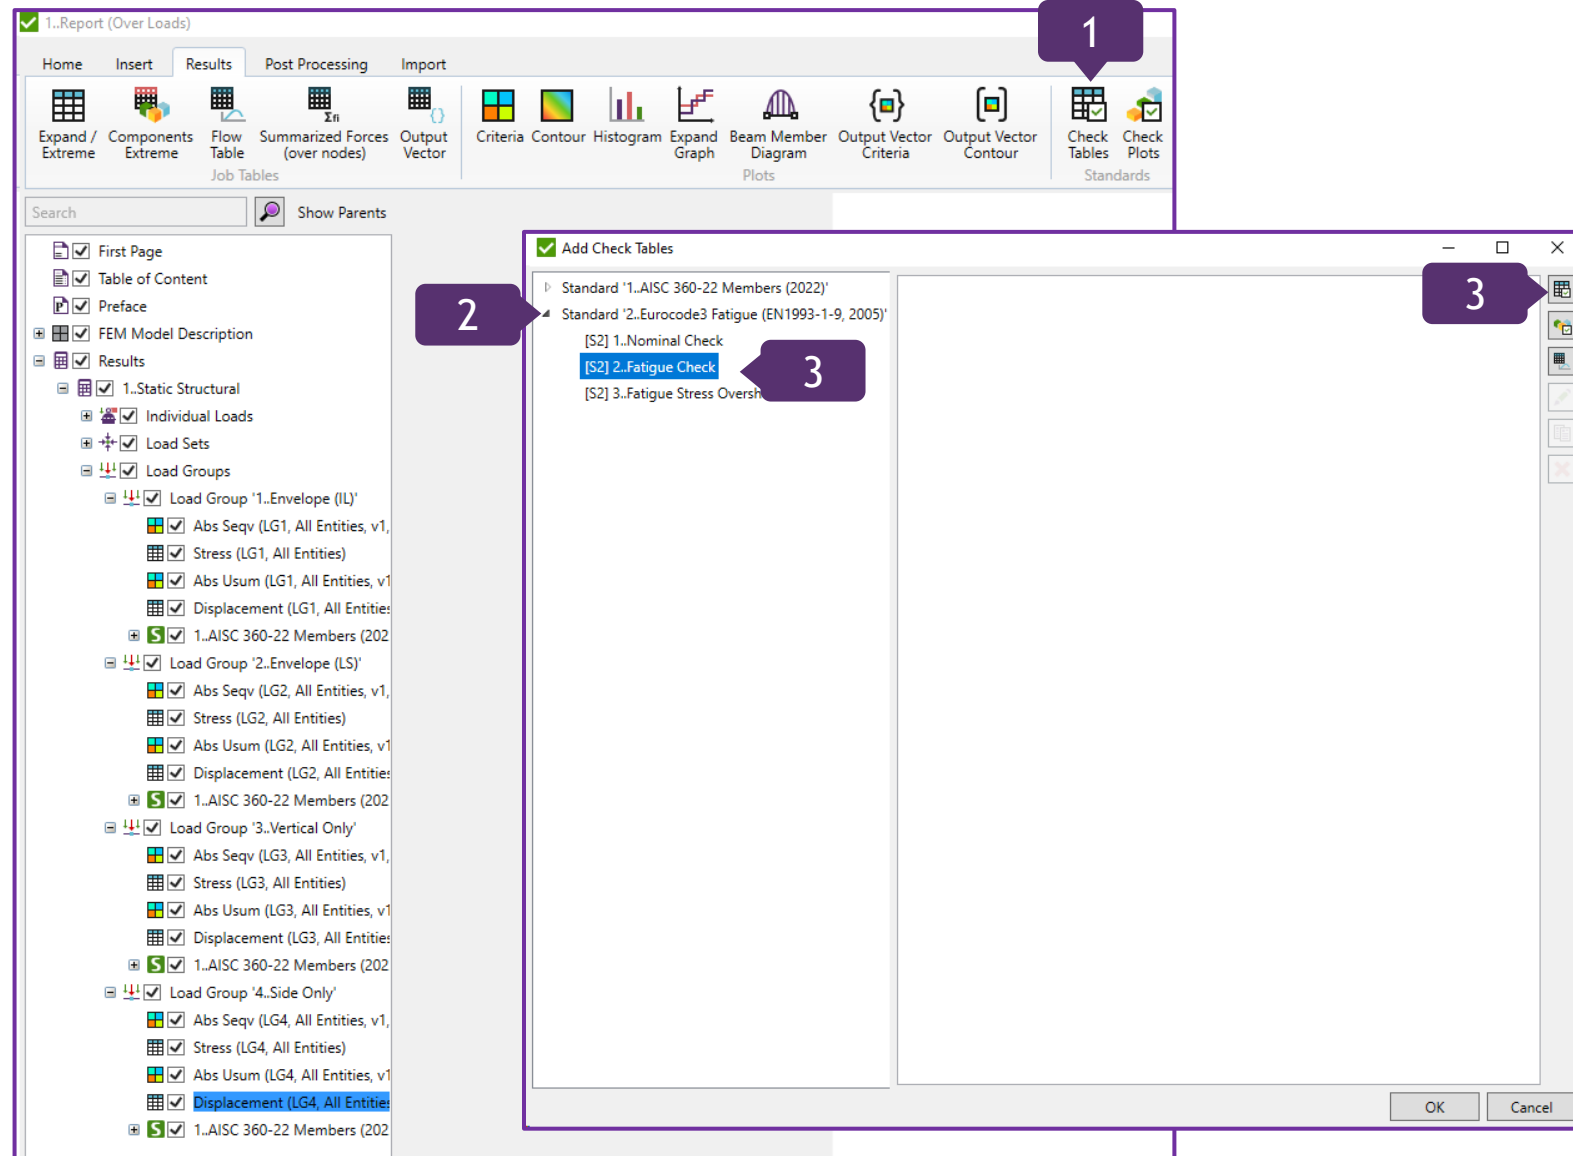 1..Report (Over Loads)
1
Home Insert Results Post Processing Import
Σfi
{}
Expand / Extreme
Components Extreme
Flow Table
Summarized Forces (over nodes)
Output Vector
Job Tables
Criteria
Contour
Histogram
Expand Graph
Beam Member Diagram
Output Vector Criteria
Output Vector Contour
Plots
Check Tables
Check Plots
Standards
Search
Show Parents
First Page
Table of Content
Preface
FEM Model Description
Results
1..Static Structural
Individual Loads
Load Sets
Load Groups
Load Group '1..Envelope (IL)'
Abs Seqv (LG1, All Entities, v1,
Stress (LG1, All Entities)
Abs Usum (LG1, All Entities, v1
Displacement (LG1, All Entities
1..AISC 360-22 Members (202
Load Group '2..Envelope (LS)'
Abs Seqv (LG2, All Entities, v1,
Stress (LG2, All Entities)
Abs Usum (LG2, All Entities, v1
Displacement (LG2, All Entities
1..AISC 360-22 Members (202
Load Group '3..Vertical Only'
Abs Seqv (LG3, All Entities, v1,
Stress (LG3, All Entities)
Abs Usum (LG3, All Entities, v1
Displacement (LG3, All Entities
1..AISC 360-22 Members (202
Load Group '4..Side Only'
Abs Seqv (LG4, All Entities, v1,
Stress (LG4, All Entities)
Abs Usum (LG4, All Entities, v1
Displacement (LG4, All Entities
1..AISC 360-22 Members (202
Add Check Tables
Standard '1..AISC 360-22 Members (2022)'
2
Standard '2..Eurocode3 Fatigue (EN1993-1-9, 2005)'
[S2] 1..Nominal Check
[S2] 2..Fatigue Check
3
[S2] 3..Fatigue Stress Oversh
3
OK
Cancel